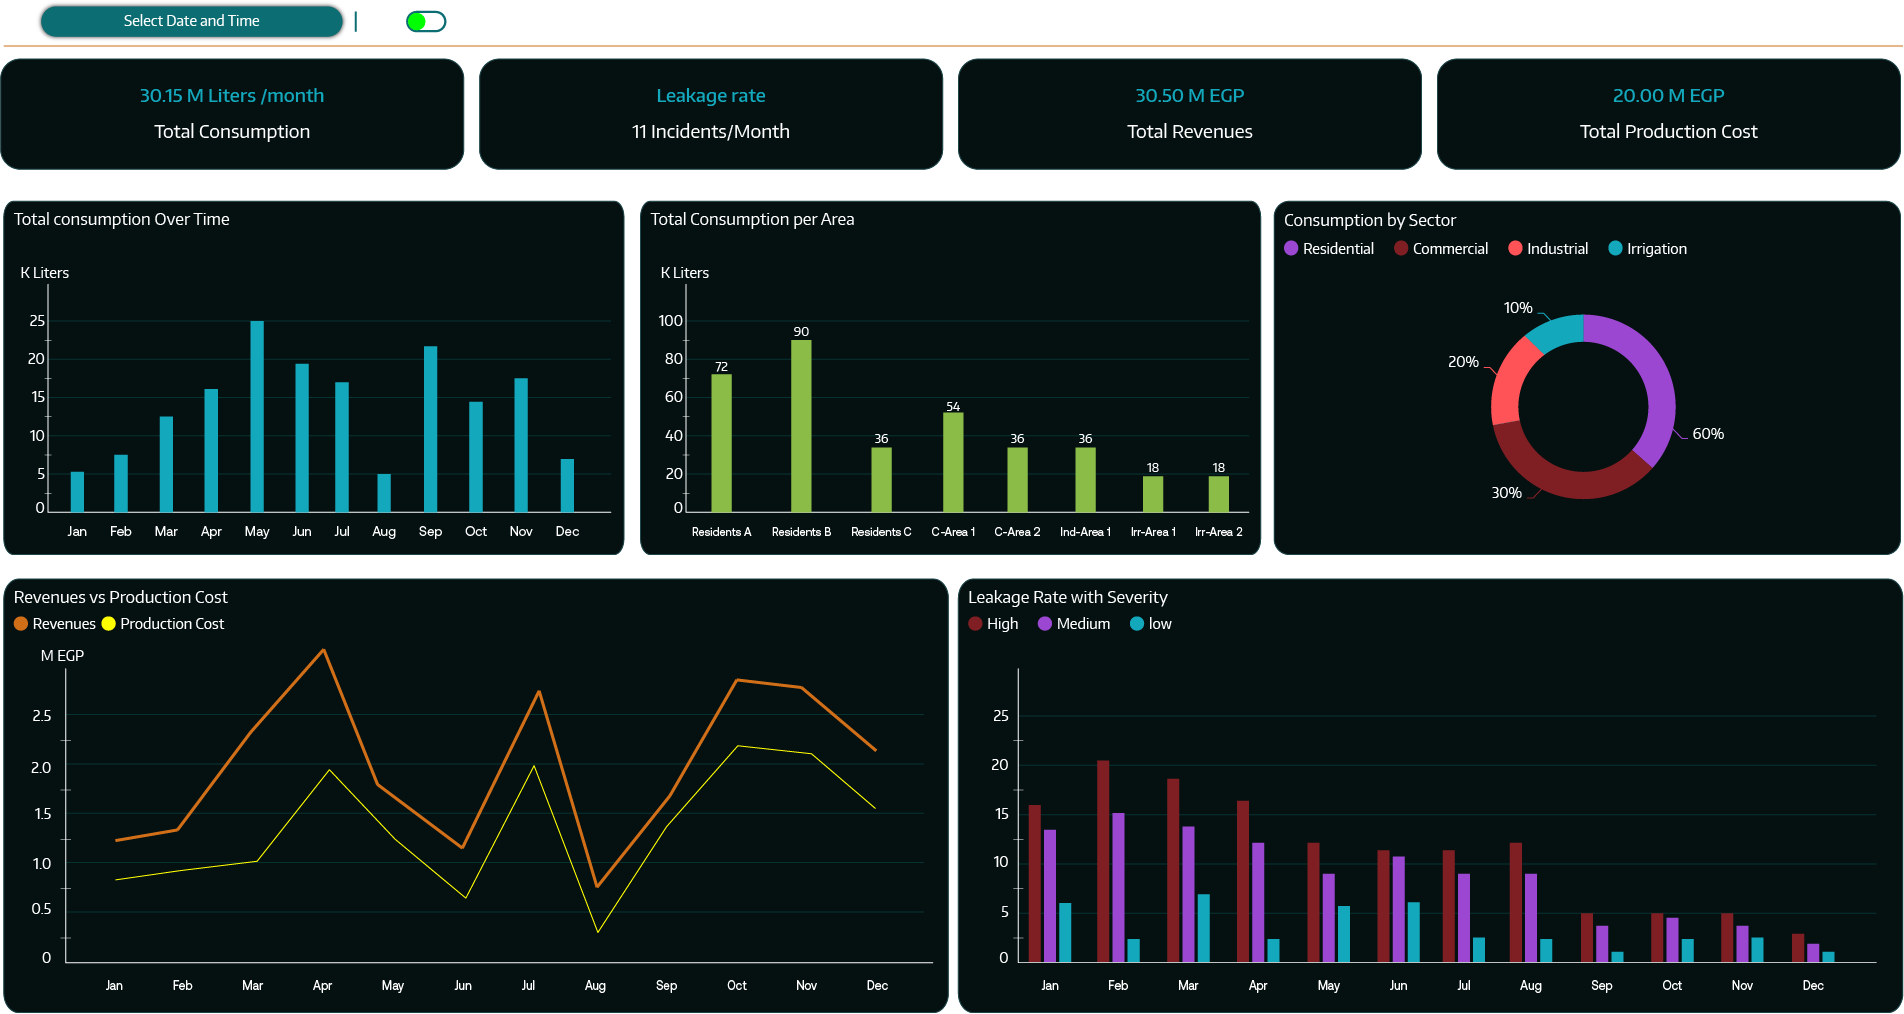 Select Date and Time
30.15 M Liters /month
Total Consumption
Leakage rate
11 Incidents/Month
30.50 M EGP
Total Revenues
20.00 M EGP
Total Production Cost
Total consumption Over Time
K Liters
25
20
15
10
5
0
Jan Feb Mar Apr May Jun Jul Aug Sep Oct Nov Dec
Total Consumption per Area
K Liters
100
80
60
40
20
0
72 90 36 54 36 36 18 18
Residents A Residents B Residents C C-Area 1 C-Area 2 Ind-Area 1 Irr-Area 1 Irr-Area 2
Consumption by Sector
Residential Commercial Industrial Irrigation
10%
20%
60%
30%
Revenues vs Production Cost
Revenues Production Cost
M EGP
2.5
2.0
1.5
1.0
0.5
0
Jan Feb Mar Apr May Jun Jul Aug Sep Oct Nov Dec
Leakage Rate with Severity
High Medium low
25
20
15
10
5
0
Jan Feb Mar Apr May Jun Jul Aug Sep Oct Nov Dec